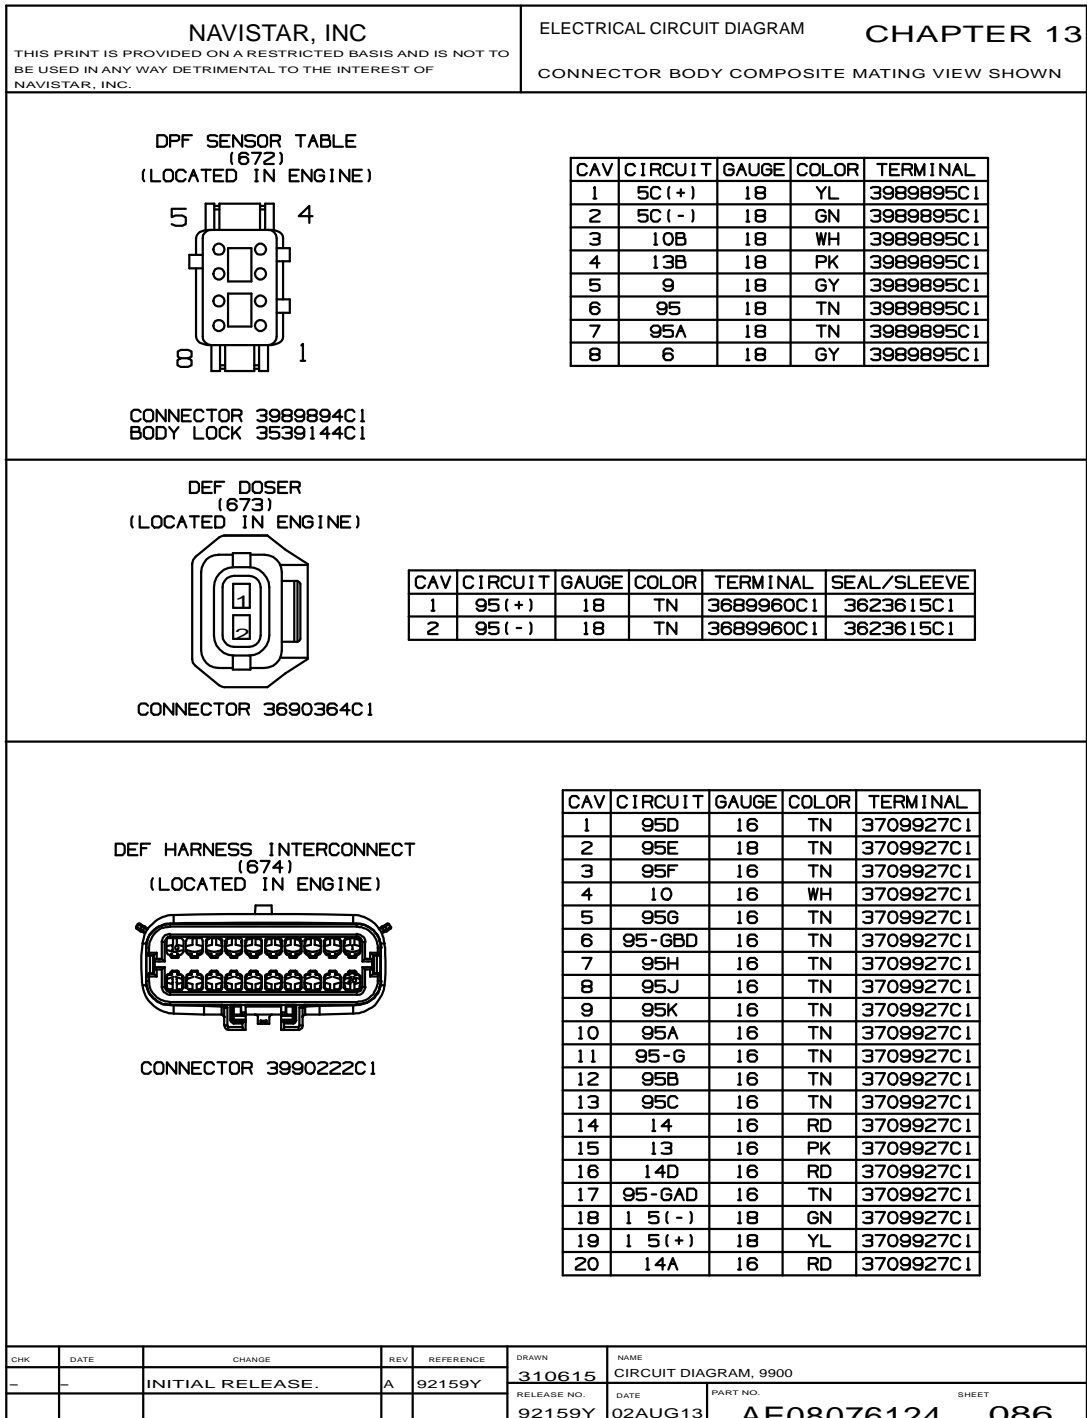 NAVISTAR, INC
THIS PRINT IS PROVIDED ON A RESTRICTED BASIS AND IS NOT TO
BE USED IN ANY WAY DETRIMENTAL TO THE INTEREST OF
NAVISTAR, INC.
ELECTRICAL CIRCUIT DIAGRAM CHAPTER 13
CONNECTOR BODY COMPOSITE MATING VIEW SHOWN
DPF SENSOR TABLE
(672)
(LOCATED IN ENGINE)
5 4
8 1
CONNECTOR 3989894C1
BODY LOCK 3539144C1
CAV CIRCUIT GAUGE COLOR TERMINAL
1 5C(+) 18 YL 3989895C1
2 5C(-) 18 GN 3989895C1
3 10B 18 WH 3989895C1
4 13B 18 PK 3989895C1
5 9 18 GY 3989895C1
6 95 18 TN 3989895C1
7 95A 18 TN 3989895C1
8 6 18 GY 3989895C1
DEF DOSER
(673)
(LOCATED IN ENGINE)
1
2
CONNECTOR 3690364C1
CAV CIRCUIT GAUGE COLOR TERMINAL SEAL/SLEEVE
1 95(+) 18 TN 3689960C1 3623615C1
2 95(-) 18 TN 3689960C1 3623615C1
DEF HARNESS INTERCONNECT
(674)
(LOCATED IN ENGINE)
CONNECTOR 3990222C1
CAV CIRCUIT GAUGE COLOR TERMINAL
1 95D 16 TN 3709927C1
2 95E 18 TN 3709927C1
3 95F 16 TN 3709927C1
4 10 16 WH 3709927C1
5 95G 16 TN 3709927C1
6 95-GBD 16 TN 3709927C1
7 95H 16 TN 3709927C1
8 95J 16 TN 3709927C1
9 95K 16 TN 3709927C1
10 95A 16 TN 3709927C1
11 95-G 16 TN 3709927C1
12 95B 16 TN 3709927C1
13 95C 16 TN 3709927C1
14 14 16 RD 3709927C1
15 13 16 PK 3709927C1
16 14D 16 RD 3709927C1
17 95-GAD 16 TN 3709927C1
18 1 5(-) 18 GN 3709927C1
19 1 5(+) 18 YL 3709927C1
20 14A 16 RD 3709927C1
CHK DATE CHANGE REV REFERENCE
- - INITIAL RELEASE. A 92159Y
DRAWN
310615
NAME
CIRCUIT DIAGRAM, 9900
RELEASE NO. DATE PART NO. SHEET
92159Y 02AUG13 AE08076124 086